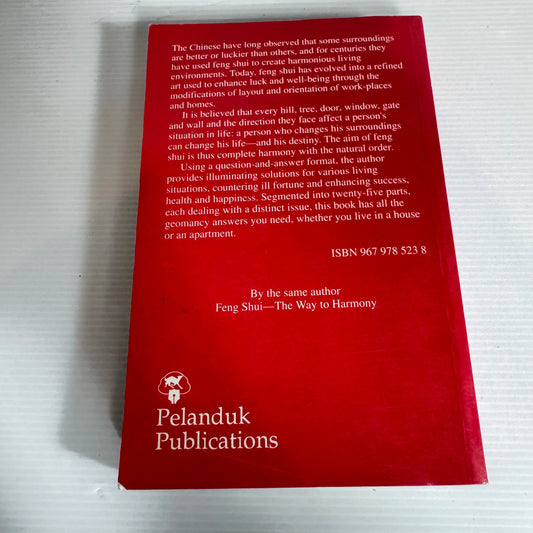 The Chinese have long observed that some surroundings
are better or luckier than others, and for centuries they
have used feng shui to create harmonious living
environments. Today, feng shui has evolved into a refined
art used to enhance luck and well-being through the
modifications of layout and orientation of work-places
and homes.
It is believed that every hill, tree, door, window, gate
and wall and the direction they face affect a person's
situation in life: a person who changes his surroundings
can change his life—and his destiny. The aim of feng
shui is thus complete harmony with the natural order.
Using a question-and-answer format, the author
provides illuminating solutions for various living
situations, countering ill fortune and enhancing success,
health and happiness. Segmented into twenty-five parts,
each dealing with a distinct issue, this book has all the
geomancy answers you need, whether you live in a house
or an apartment.
ISBN 967 978 523 8
By the same author
Feng Shui—The Way to Harmony
Pelanduk
Publications